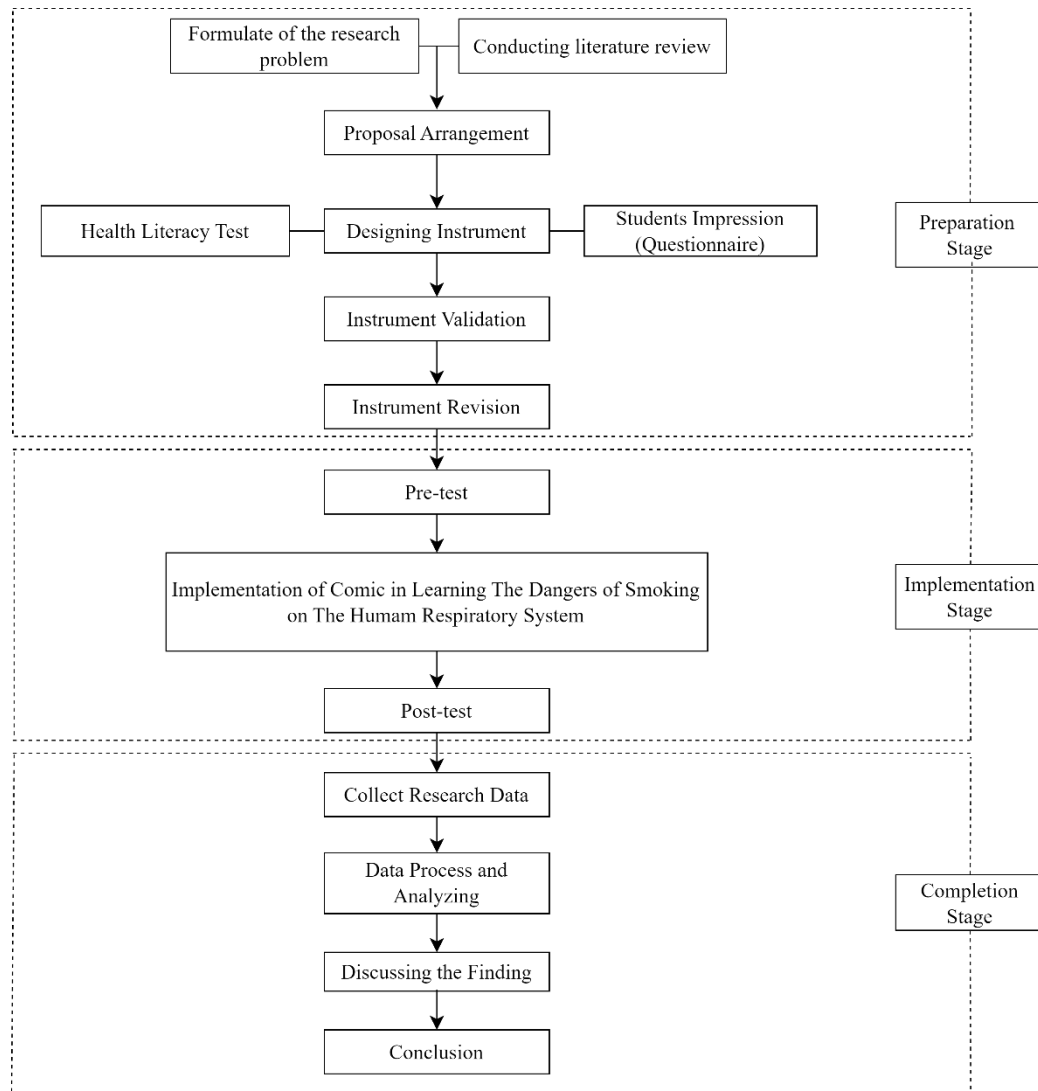 Formulate of the research
problem
Conducting literature review
Proposal Arrangement
Health Literacy Test
Designing Instrument
Students Impression
(Questionnaire)
Preparation
Stage
Instrument Validation
Instrument Revision
Pre-test
Implementation of Comic in Learning The Dangers of Smoking
on The Humam Respiratory System
Implementation
Stage
Post-test
Collect Research Data
Data Process and
Analyzing
Completion
Stage
Discussing the Finding
Conclusion